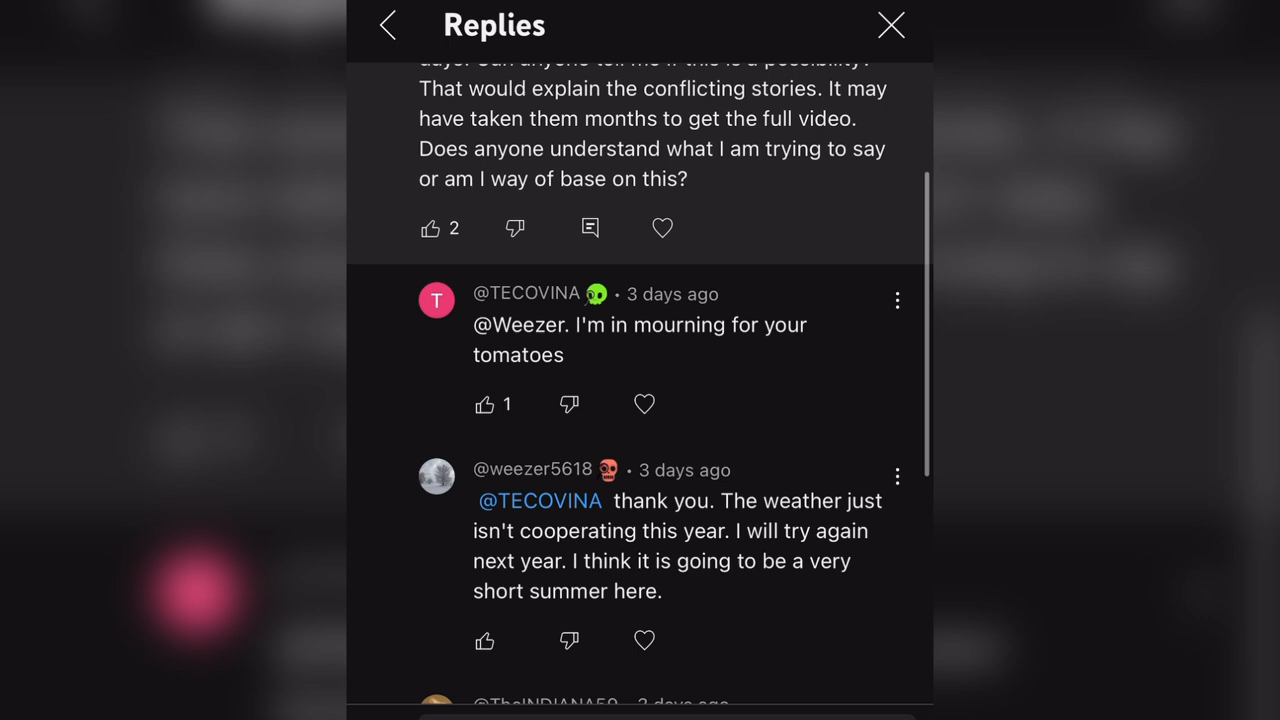 Replies
That would explain the conflicting stories. It may
have taken them months to get the full video.
Does anyone understand what I am trying to say
or am I way of base on this?
2
T
@TECOVINA • 3 days ago
@Weezer. I'm in mourning for your
tomatoes
1
@weezer5618 • 3 days ago
@TECOVINA thank you. The weather just
isn't cooperating this year. I will try again
next year. I think it is going to be a very
short summer here.